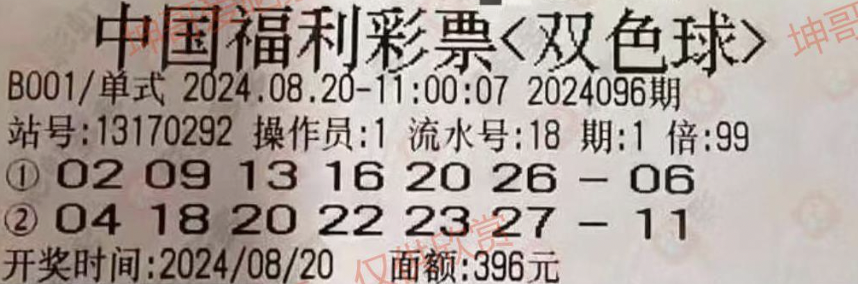 中国福利彩票<双色球>
B001/单式 2024.08.20-11:00:07 2024096期
站号:13170292 操作员:1 流水号:18 期:1 倍:99
① 02 09 13 16 20 26 - 06
② 04 18 20 22 23 27 - 11
开奖时间:2024/08/20 面额:396元
坤哥
仅供欣赏